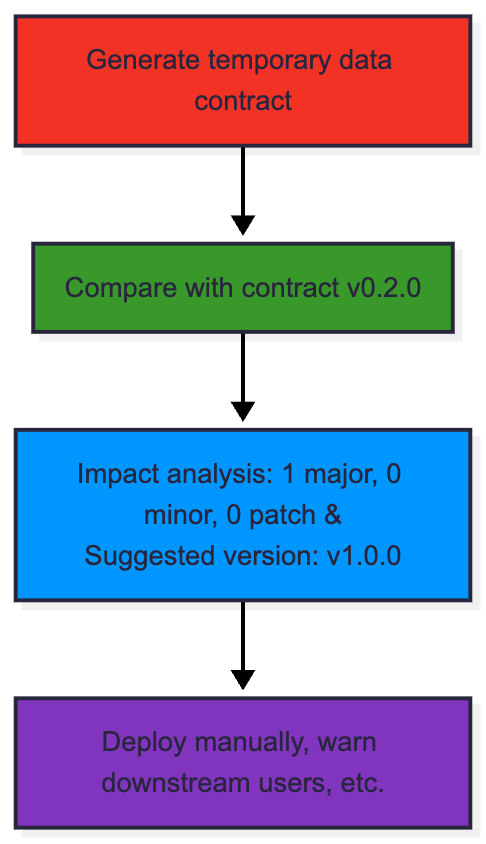 Generate temporary data
contract
Compare with contract v0.2.0
Impact analysis: 1 major, 0
minor, 0 patch &
Suggested version: v1.0.0
Deploy manually, warn
downstream users, etc.